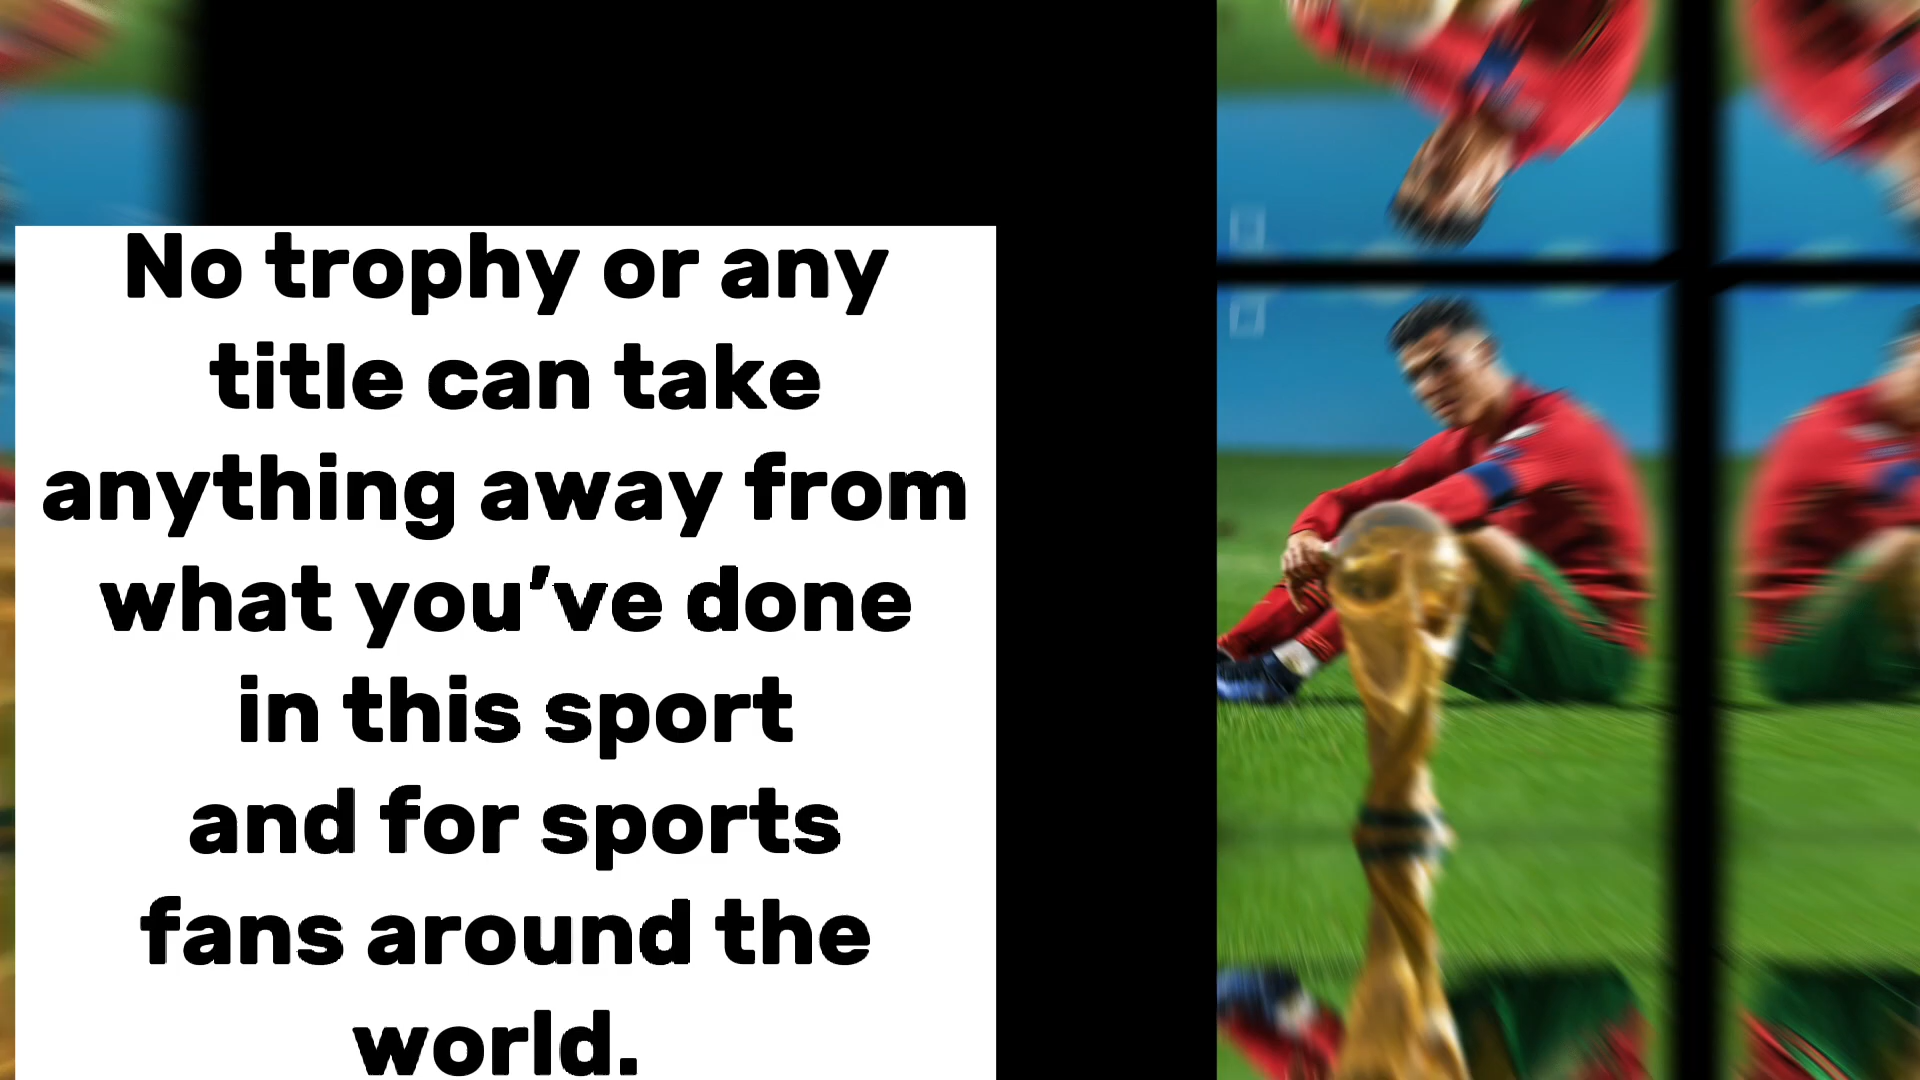 No trophy or any
title can take
anything away from
what you’ve done
in this sport
and for sports
fans around the
world.